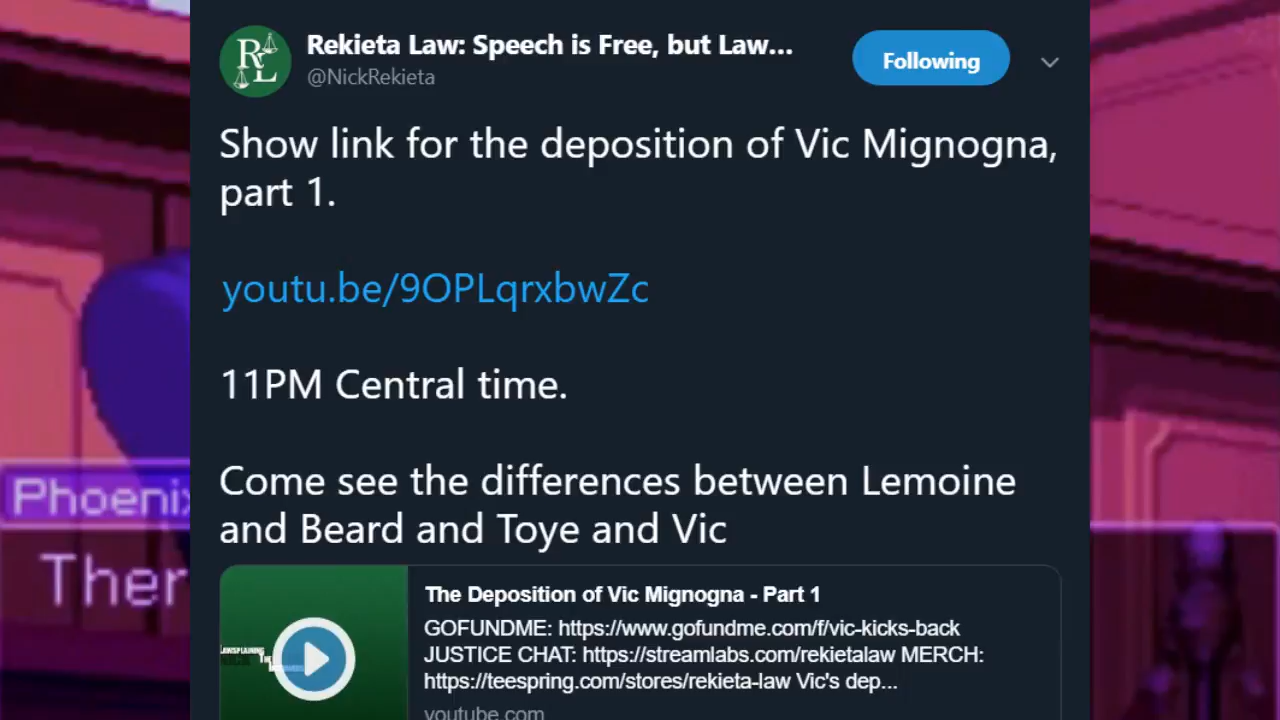 Rekieta Law: Speech is Free, but Law...
@NickRekieta
Following
Show link for the deposition of Vic Mignogna,
part 1.
youtu.be/9OPLqrxbwZc
11PM Central time.
Come see the differences between Lemoine
and Beard and Toye and Vic
The Deposition of Vic Mignogna - Part 1
GOFUNDME: https://www.gofundme.com/f/vic-kicks-back
JUSTICE CHAT: https://streamlabs.com/rekietalaw MERCH:
https://teespring.com/stores/rekieta-law Vic's dep...
youtube.com
Phoenix
Ther
RL